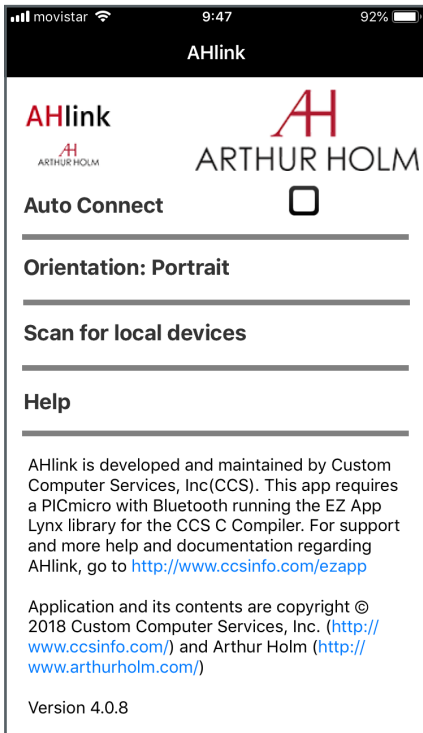 movistar 9:47 92%
AHlink
AHlink
AH
ARTHUR HOLM
AH
ARTHUR HOLM
Auto Connect
Orientation: Portrait
Scan for local devices
Help
AHlink is developed and maintained by Custom
Computer Services, Inc(CCS). This app requires
a PICmicro with Bluetooth running the EZ App
Lynx library for the CCS C Compiler. For support
and more help and documentation regarding
AHlink, go to http://www.ccsinfo.com/ezapp
Application and its contents are copyright ©
2018 Custom Computer Services, Inc. (http://
www.ccsinfo.com/) and Arthur Holm (http://
www.arthurholm.com/)
Version 4.0.8